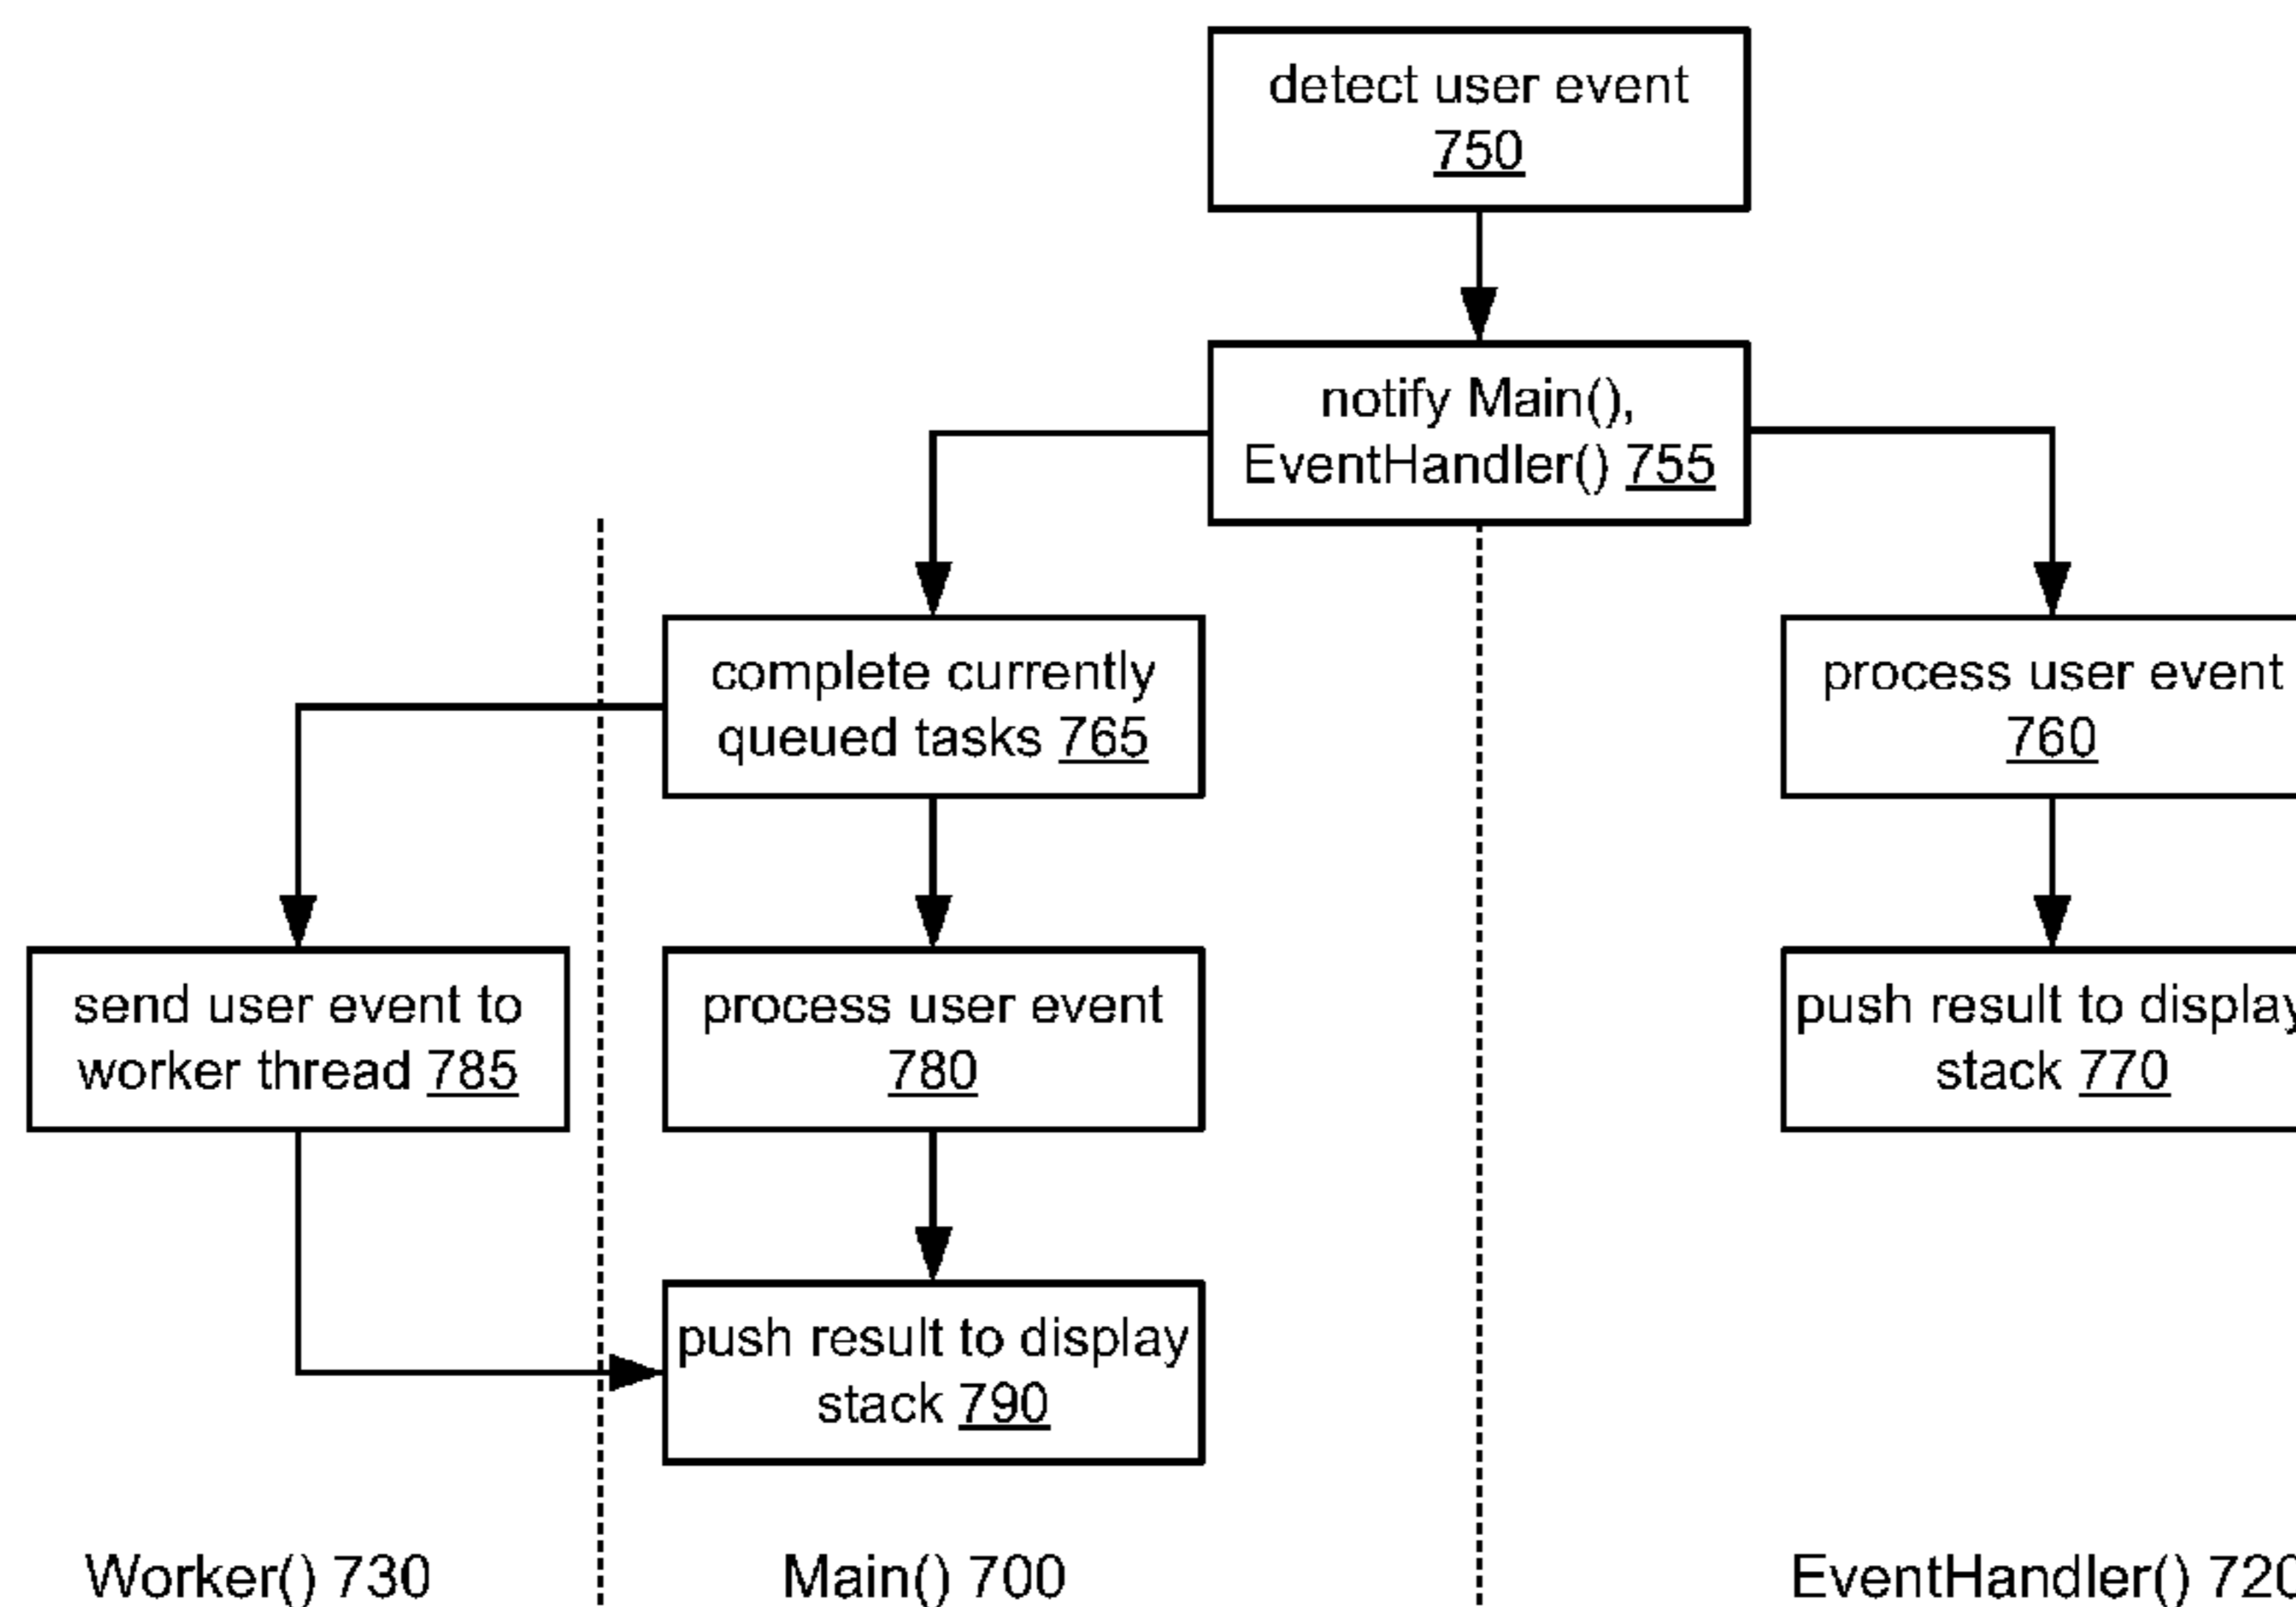 detect user event
750
notify Main(),
EventHandler() 755
complete currently
queued tasks 765
process user event
760
send user event to
worker thread 785
process user event
780
push result to display
stack 770
push result to display
stack 790
Worker() 730
Main() 700
EventHandler() 720